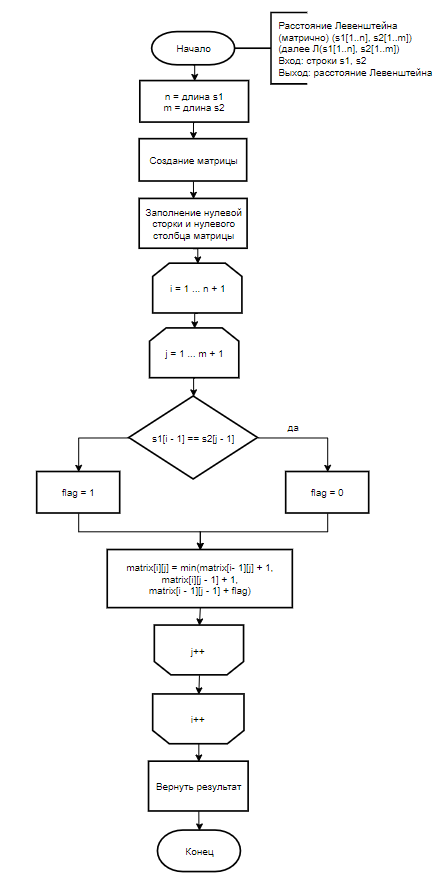 Начало
Расстояние Левенштейна
(матрично) (s1[1..n], s2[1..m])
(далее Л(s1[1..n], s2[1..m])
Вход: строки s1, s2
Выход: расстояние Левенштейна
n = длина s1
m = длина s2
Создание матрицы
Заполнение нулевой
сторки и нулевого
столбца матрицы
i = 1 ... n + 1
j = 1 ... m + 1
s1[i - 1] == s2[j - 1]
да
flag = 1
flag = 0
matrix[i][j] = min(matrix[i- 1][j] + 1,
matrix[i][j - 1] + 1,
matrix[i - 1][j - 1] + flag)
j++
i++
Вернуть результат
Конец